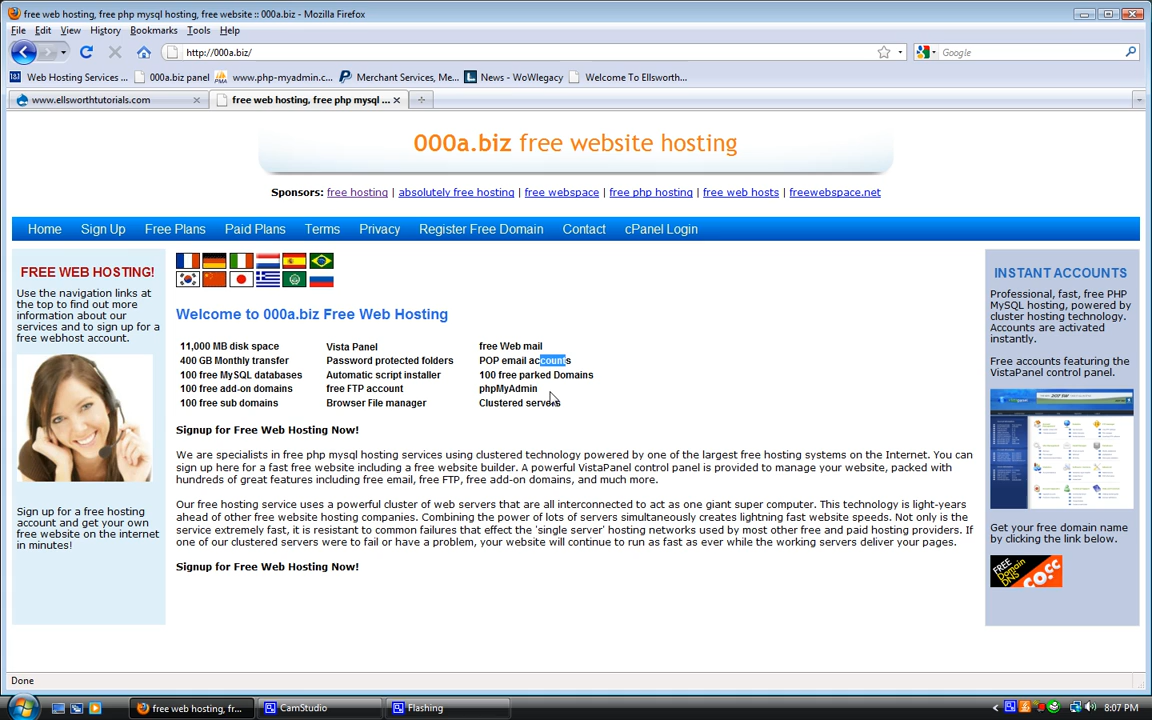 free web hosting, free php mysql hosting, free website :: 000a.biz - Mozilla Firefox
File Edit View History Bookmarks Tools Help
http://000a.biz/
Google
Web Hosting Services ... 000a.biz panel www.php-myadmin.c... Merchant Services, Me... News - WoWlegacy Welcome To Ellsworth...
www.ellsworthtutorials.com free web hosting, free php mysql ...
000a.biz free website hosting
Sponsors: free hosting | absolutely free hosting | free webspace | free php hosting | free web hosts | freewebspace.net
Home Sign Up Free Plans Paid Plans Terms Privacy Register Free Domain Contact cPanel Login
FREE WEB HOSTING!
Use the navigation links at
the top to find out more
information about our
services and to sign up for a
free webhost account.
Sign up for a free hosting
account and get your own
free website on the internet
in minutes!
Welcome to 000a.biz Free Web Hosting
11,000 MB disk space Vista Panel free Web mail
400 GB Monthly transfer Password protected folders POP email accounts
100 free MySQL databases Automatic script installer 100 free parked Domains
100 free add-on domains free FTP account phpMyAdmin
100 free sub domains Browser File manager Clustered servers
Signup for Free Web Hosting Now!
We are specialists in free php mysql hosting services using clustered technology powered by one of the largest free hosting systems on the Internet. You can
sign up here for a fast free website including a free website builder. A powerful VistaPanel control panel is provided to manage your website, packed with
hundreds of great features including free email, free FTP, free add-on domains, and much more.
Our free hosting service uses a powerful cluster of web servers that are all interconnected to act as one giant super computer. This technology is light-years
ahead of other free website hosting companies. Combining the power of lots of servers simultaneously creates lightning fast website speeds. Not only is the
service extremely fast, it is resistant to common failures that effect the 'single server' hosting networks used by most other free and paid hosting providers. If
one of our clustered servers were to fail or have a problem, your website will continue to run as fast as ever while the working servers deliver your pages.
Signup for Free Web Hosting Now!
INSTANT ACCOUNTS
Professional, fast, free PHP
MySQL hosting, powered by
cluster hosting technology.
Accounts are activated
instantly.
Free accounts featuring the
VistaPanel control panel.
Get your free domain name
by clicking the link below.
FREE
Domain
DNS
CO.CC
Done
free web hosting, fr... CamStudio Flashing 8:07 PM